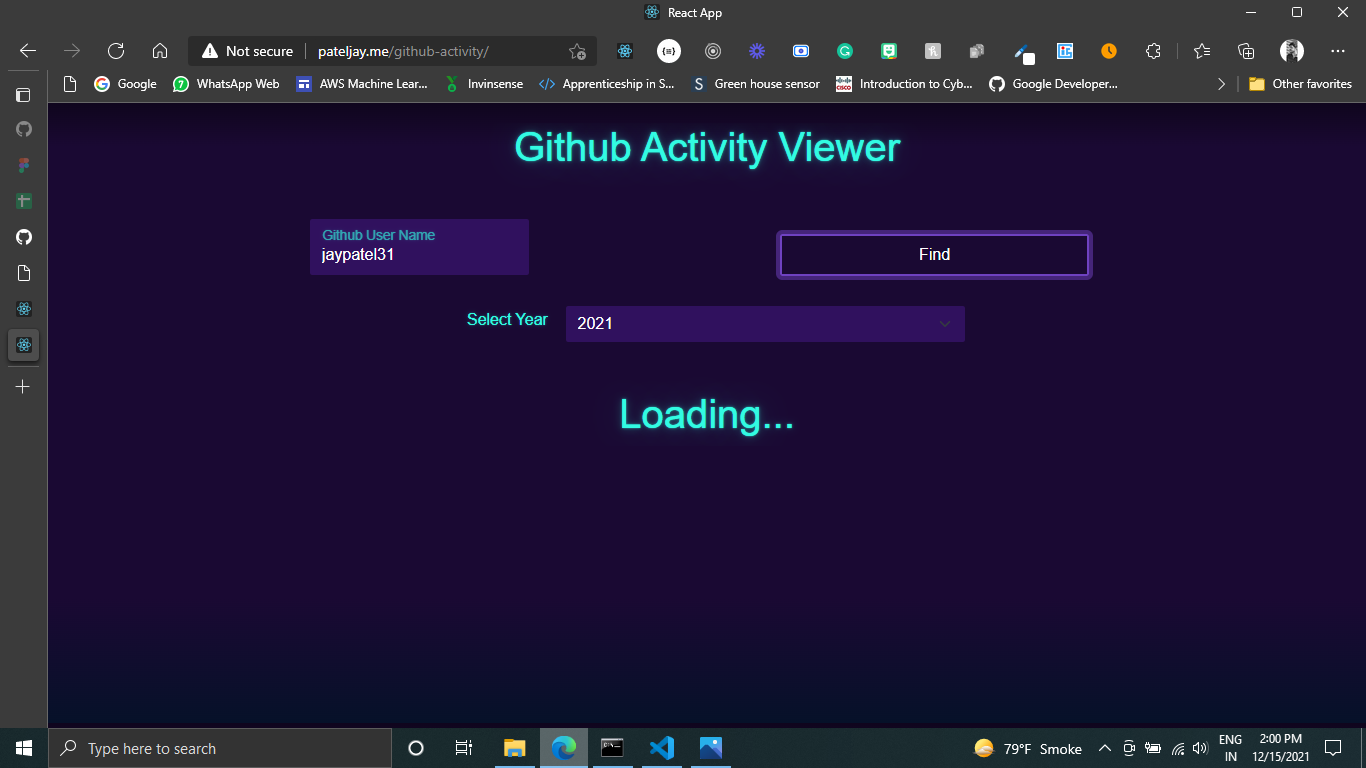 React App
Not secure
pateljay.me/github-activity/
Google
WhatsApp Web
AWS Machine Lear...
Invinsense
Apprenticeship in S...
Green house sensor
Introduction to Cyb...
Google Developer...
Other favorites
Github Activity Viewer
Github User Name
jaypatel31
Find
Select Year
2021
Loading...
Type here to search
79°F Smoke
ENG
IN
2:00 PM
12/15/2021